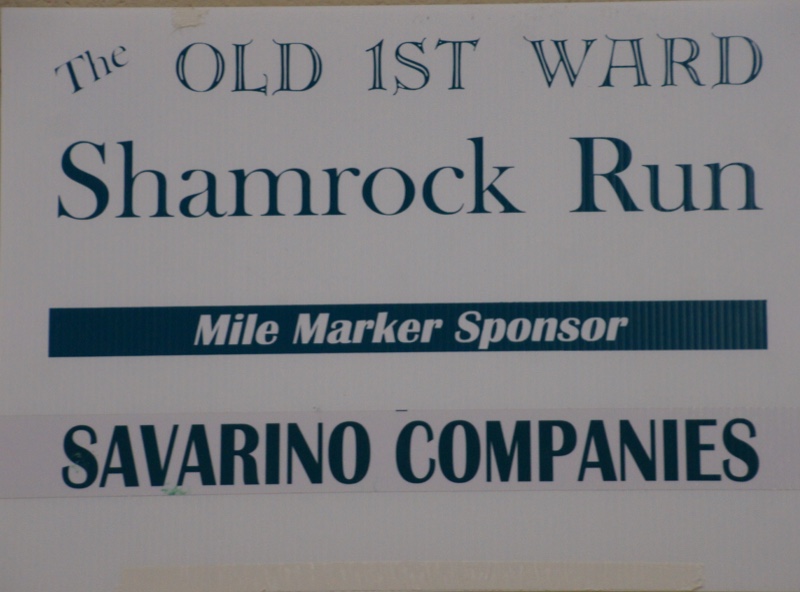 The OLD 1ST WARD
Shamrock Run
Mile Marker Sponsor
SAVARINO COMPANIES